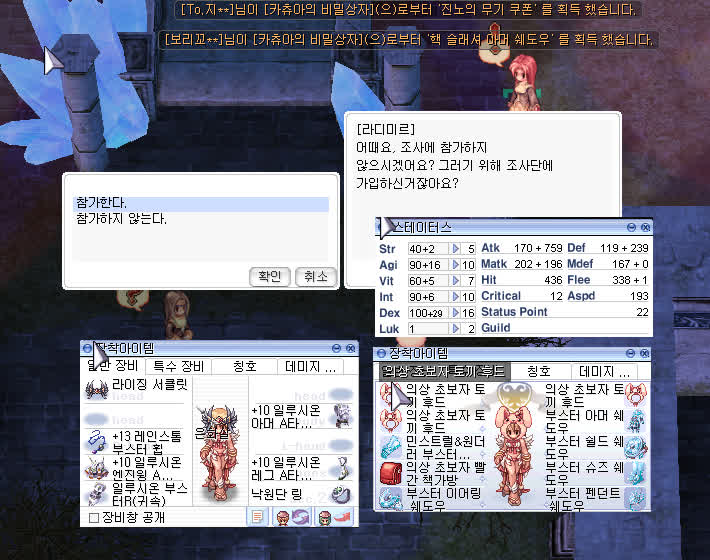 [To,지**]님이 [카츄아의 비밀상자](으)로부터 '진노의 무기 쿠폰' 를 획득 했습니다.
[보리꼬**]님이 [카츄아의 비밀상자](으)로부터 '핵 슬래셔 아머 쉐도우' 를 획득 했습니다.
[라디미르]
어때요, 조사에 참가하지
않으시겠어요? 그러기 위해 조사단에
가입하신거잖아요?
참가한다.
참가하지 않는다.
확인
취소
스테이터스
Str 40+2 5 Atk 170 + 759 Def 119 + 239
Agi 90+16 10 Matk 202 + 196 Mdef 167 + 0
Vit 60+5 7 Hit 436 Flee 338 + 1
Int 90+6 10 Critical 12 Aspd 193
Dex 100+29 16 Status Point 22
Luk 1 2 Guild
장착아이템
일반 장비 특수 장비 칭호 데미지 ...
라이징 서클릿
head
head
+10 일루시온
아머 A타...
+13 레인스톰
부스터 휩
+10 일루시온
엔진윙 A...
+10 일루시온
레그 A타...
일루시온 부스
터R(귀속)
낙원단 링
장비창 공개
장착아이템
의상 초보자 토끼 후드
칭호
데미지 ...
의상 초보자 토
끼 후드
의상 초보자 토
끼 후드
의상 초보자 토
끼 후드
부스터 아머 쉐
도우
민스트럴&원더
러 부스터...
부스터 쉴드 쉐
도우
의상 초보자 빨
간 책가방
부스터 슈즈 쉐
도우
부스터 이어링
쉐도우
부스터 펜던트
쉐도우